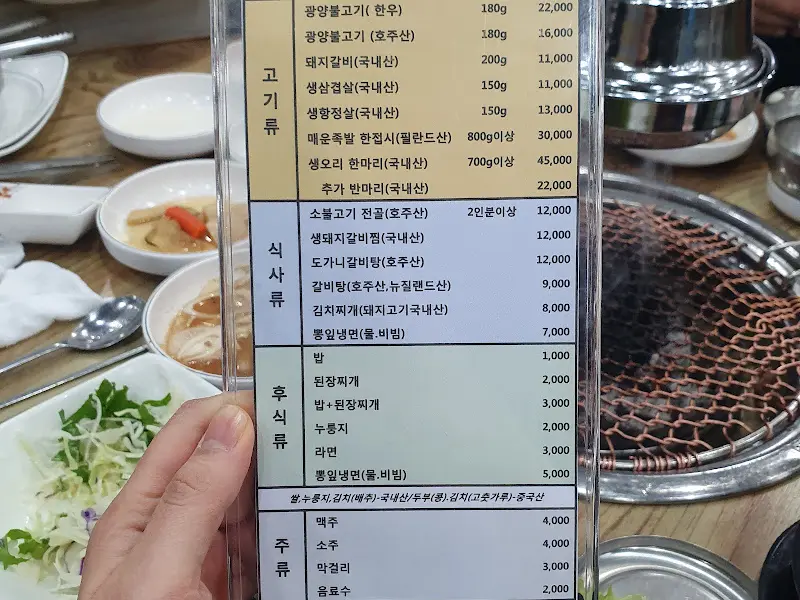 고기류
광양불고기( 한우) 180g 22,000
광양불고기 (호주산) 180g 16,000
돼지갈비(국내산) 200g 11,000
생삼겹살(국내산) 150g 11,000
생항정살(국내산) 150g 13,000
매운족발 한접시(필란드산) 800g이상 30,000
생오리 한마리(국내산) 700g이상 45,000
추가 반마리(국내산) 22,000
식사류
소불고기 전골(호주산) 2인분이상 12,000
생돼지갈비찜(국내산) 12,000
도가니갈비탕(호주산) 12,000
갈비탕(호주산,뉴질랜드산) 9,000
김치찌개(돼지고기국내산) 8,000
뽕잎냉면(물.비빔) 7,000
후식류
밥 1,000
된장찌개 2,000
밥+된장찌개 3,000
누룽지 2,000
라면 3,000
뽕잎냉면(물.비빔) 5,000
쌀,누룽지,김치(배추)-국내산/두부(콩).김치(고춧가루)-중국산
주류
맥주 4,000
소주 4,000
막걸리 3,000
음료수 2,000